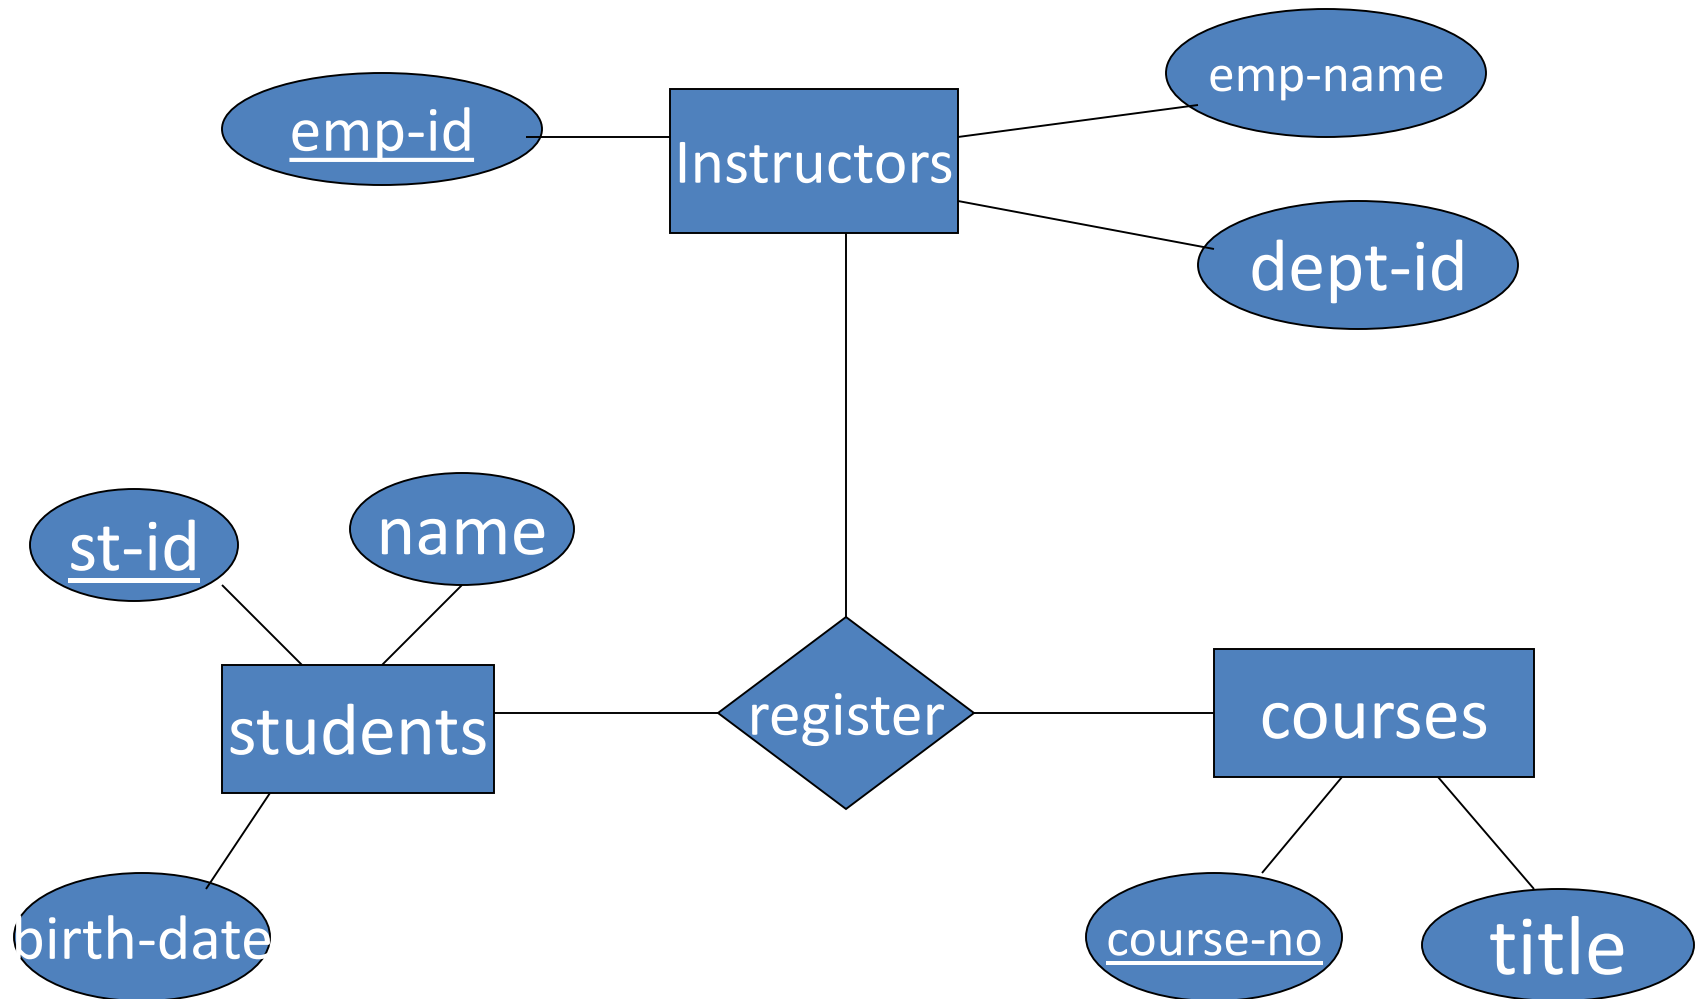 emp-name
emp-id
Instructors
dept-id
st-id
name
students
register
courses
birth-date
course-no
title